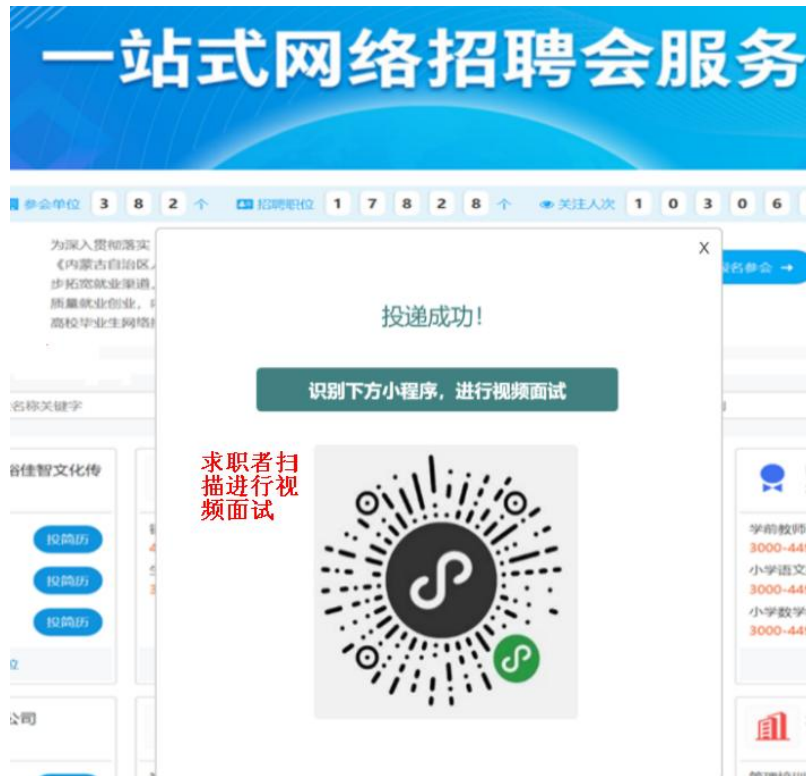 一站式网络招聘会服务
参会单位 3 8 2 个 招聘职位 1 7 8 2 8 个 关注人次 1 0 3 0 6
为深入贯彻落实
《内蒙古自治区
步拓宽就业渠道，
质量就业创业，
高校毕业生网络
名参会 →
X
投递成功!
识别下方小程序，进行视频面试
名称关键字
求职者扫
描进行视
频面试
佳智文化传
投简历
投简历
投简历
位
公司
学前教师
3000-44
小学语文
3000-44
小学数学
3000-44